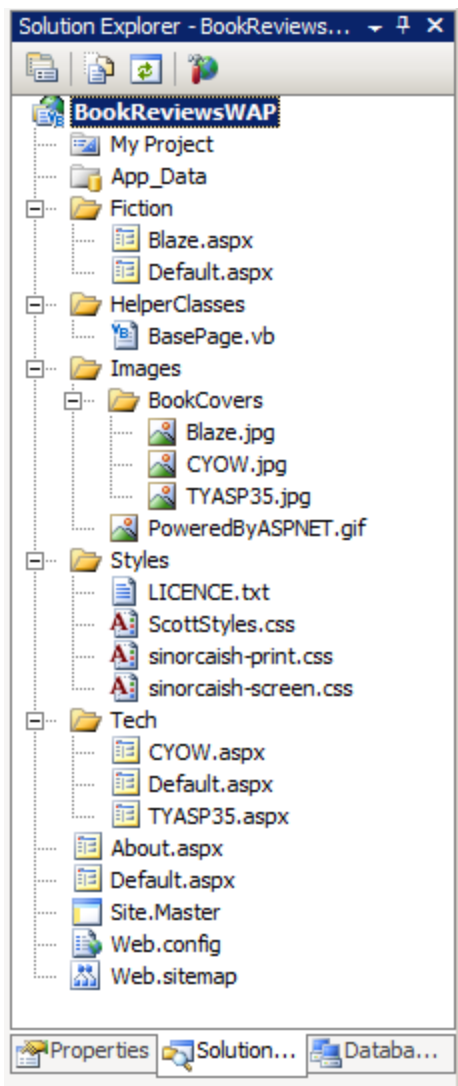 Solution Explorer - BookReviews...
BookReviewsWAP
My Project
App_Data
Fiction
Blaze.aspx
Default.aspx
HelperClasses
BasePage.vb
Images
BookCovers
Blaze.jpg
CYOW.jpg
TYASP35.jpg
PoweredByASPNET.gif
Styles
LICENCE.txt
ScottStyles.css
sinorcaish-print.css
sinorcaish-screen.css
Tech
CYOW.aspx
Default.aspx
TYASP35.aspx
About.aspx
Default.aspx
Site.Master
Web.config
Web.sitemap
Properties Solution... Databa...